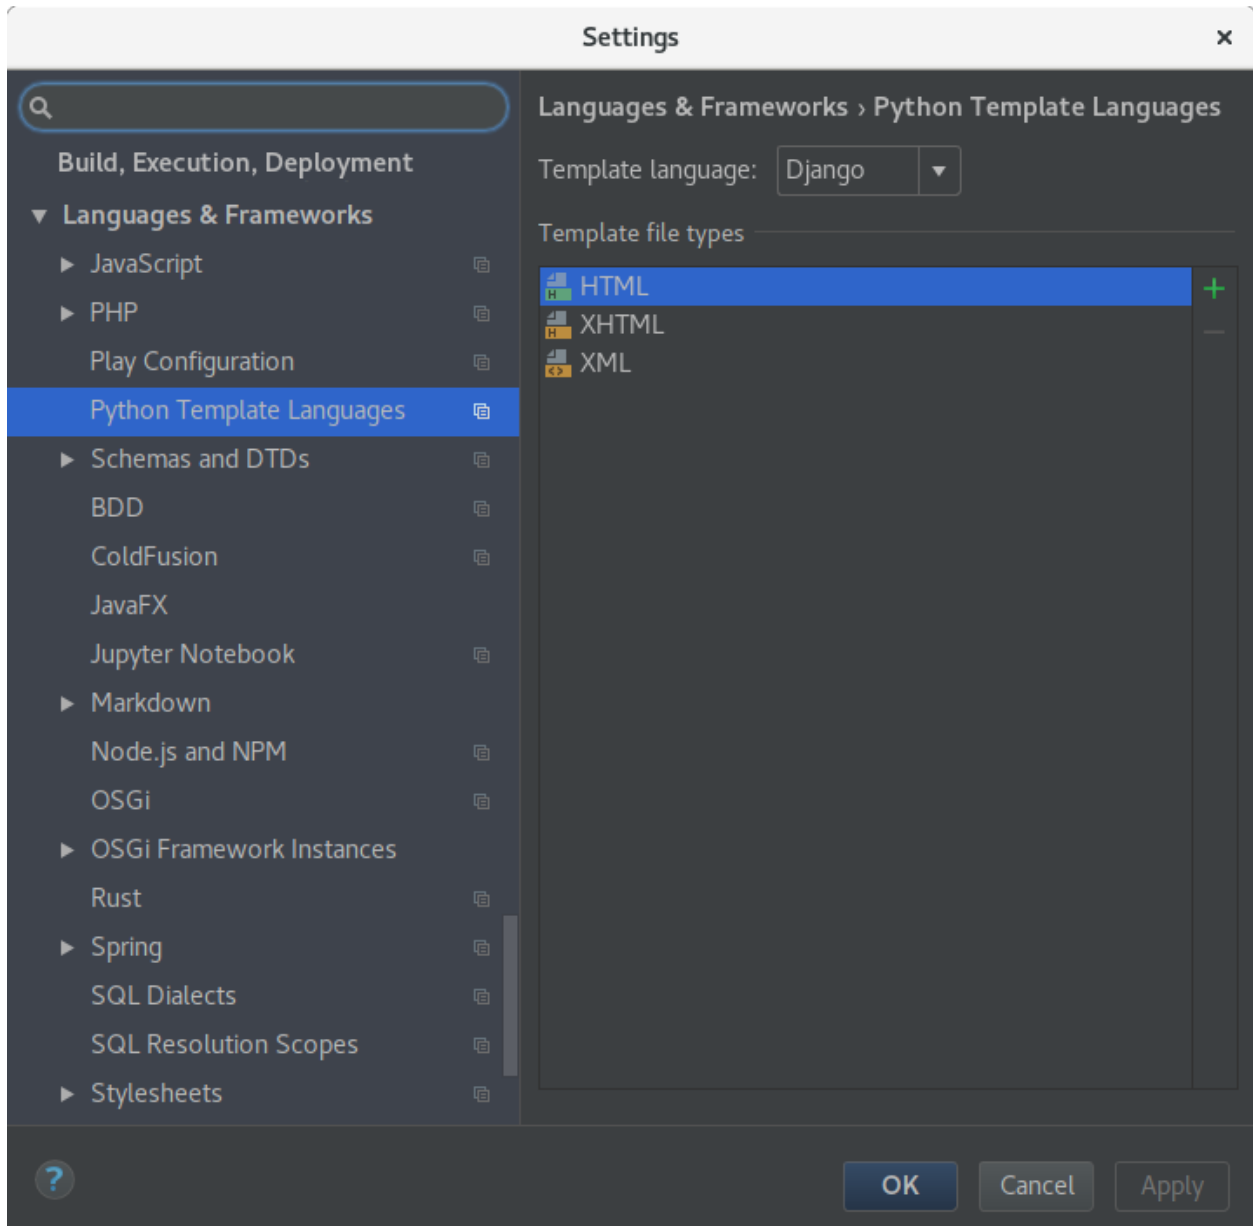 Settings
Languages & Frameworks › Python Template Languages
Build, Execution, Deployment
Languages & Frameworks
JavaScript
PHP
Play Configuration
Python Template Languages
Schemas and DTDs
BDD
ColdFusion
JavaFX
Jupyter Notebook
Markdown
Node.js and NPM
OSGi
OSGi Framework Instances
Rust
Spring
SQL Dialects
SQL Resolution Scopes
Stylesheets
Template language: Django
Template file types
HTML
XHTML
XML
?
OK Cancel Apply